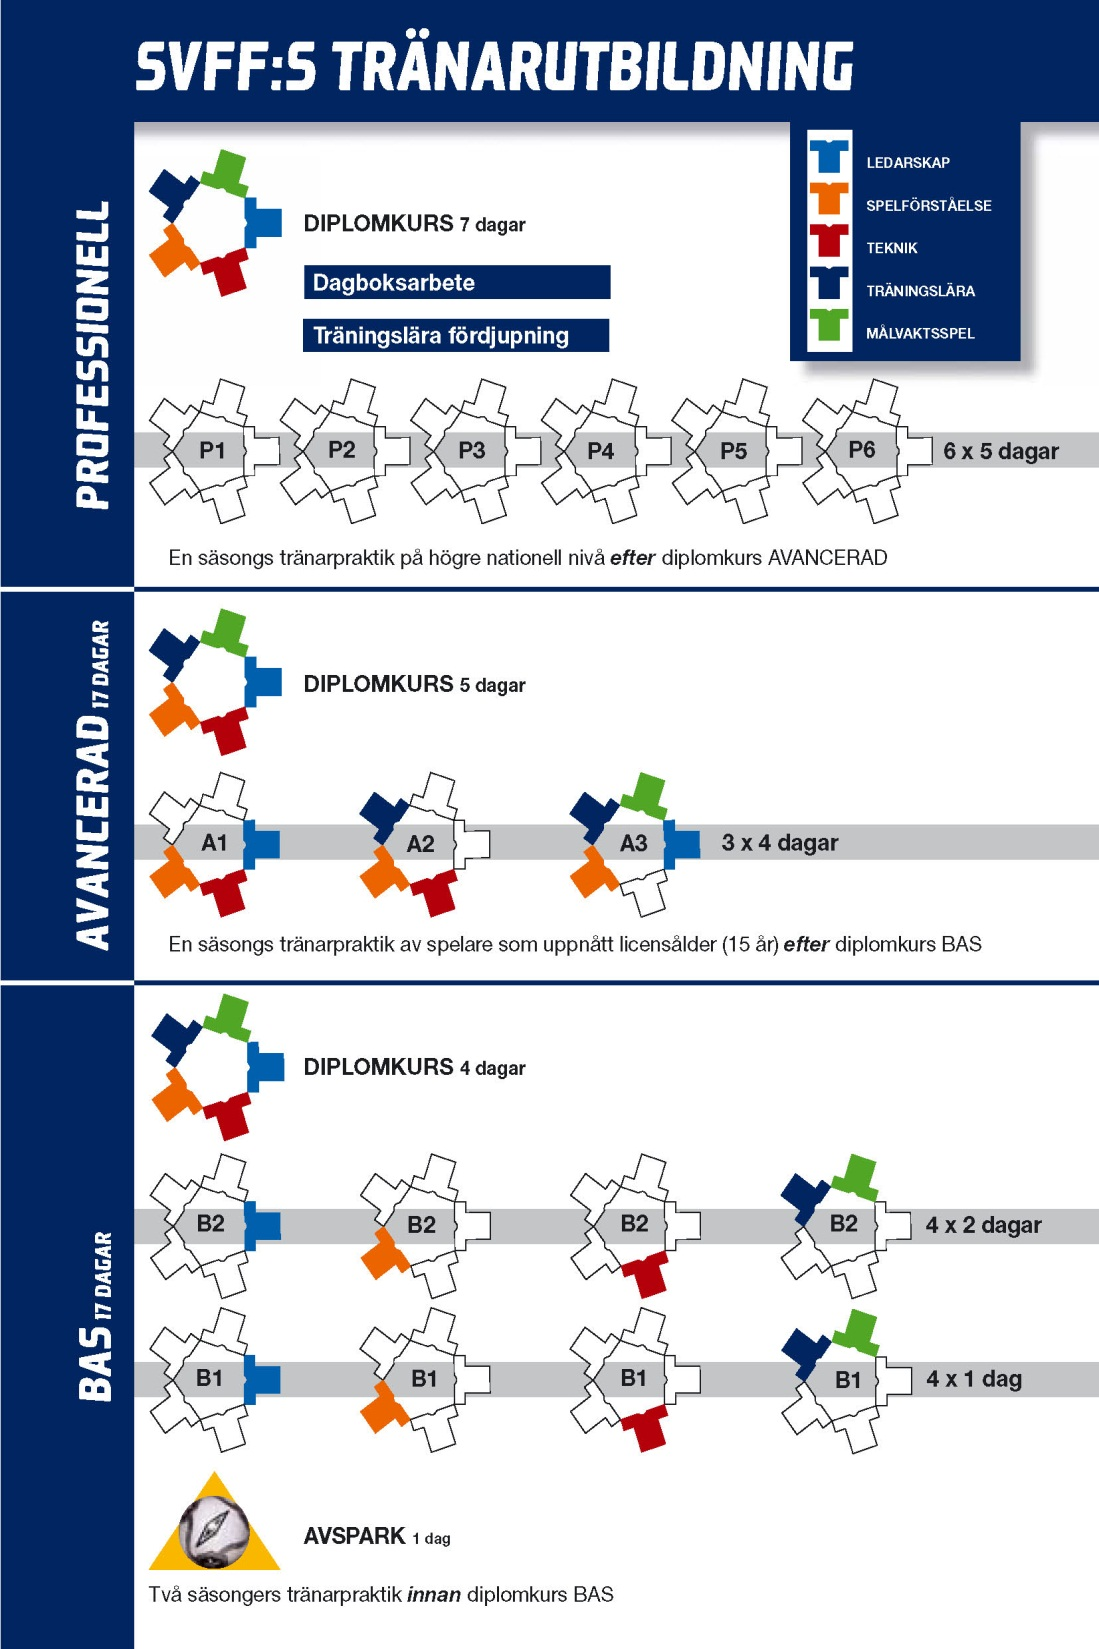 SVFF:S TRÄNARUTBILDNING
LEDARSKAP
SPELFÖRSTÅELSE
TEKNIK
TRÄNINGSLÄRA
MÅLVAKTSSPEL
PROFESSIONELL
DIPLOMKURS 7 dagar
Dagboksarbete
Träningslära fördjupning
P1 P2 P3 P4 P5 P6 6 x 5 dagar
En säsongs tränarpraktik på högre nationell nivå efter diplomkurs AVANCERAD
AVANCERAD 17 DAGAR
DIPLOMKURS 5 dagar
A1 A2 A3 3 x 4 dagar
En säsongs tränarpraktik av spelare som uppnått licensålder (15 år) efter diplomkurs BAS
BAS 17 DAGAR
DIPLOMKURS 4 dagar
B2 B2 B2 B2 4 x 2 dagar
B1 B1 B1 B1 4 x 1 dag
AVSPARK 1 dag
Två säsongers tränarpraktik innan diplomkurs BAS